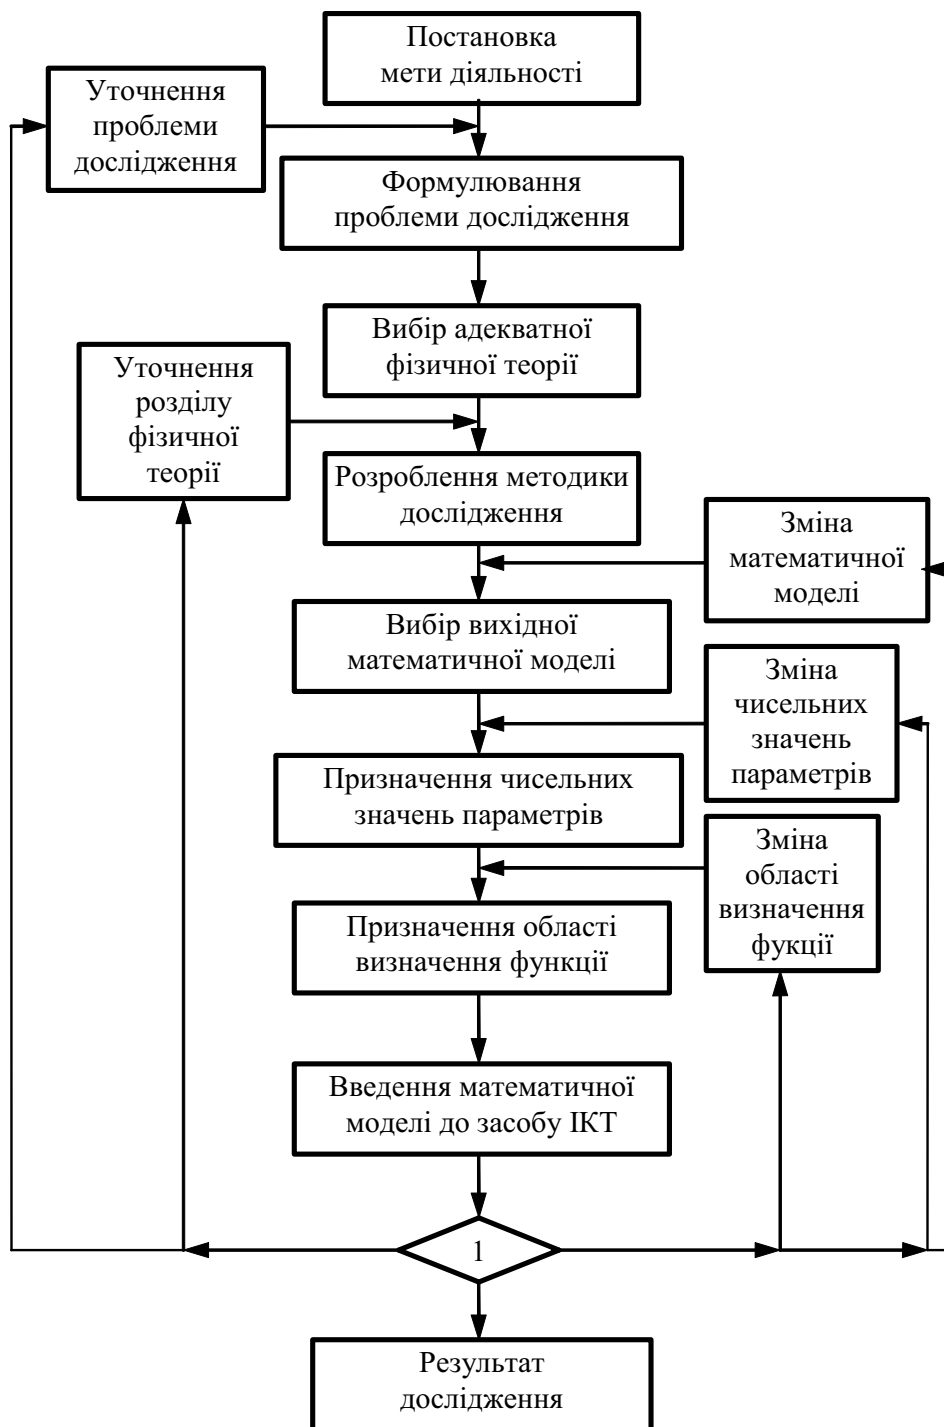 Постановка
мети діяльності
Уточнення
проблеми
дослідження
Формулювання
проблеми дослідження
Вибір адекватної
фізичної теорії
Уточнення
розділу
фізичної
теорії
Розроблення методики
дослідження
Зміна
математичної
моделі
Вибір вихідної
математичної моделі
Зміна
чисельних
значень
параметрів
Призначення чисельних
значень параметрів
Зміна
області
визначення
фукції
Призначення області
визначення функції
Введення математичної
моделі до засобу ІКТ
1
Результат
дослідження